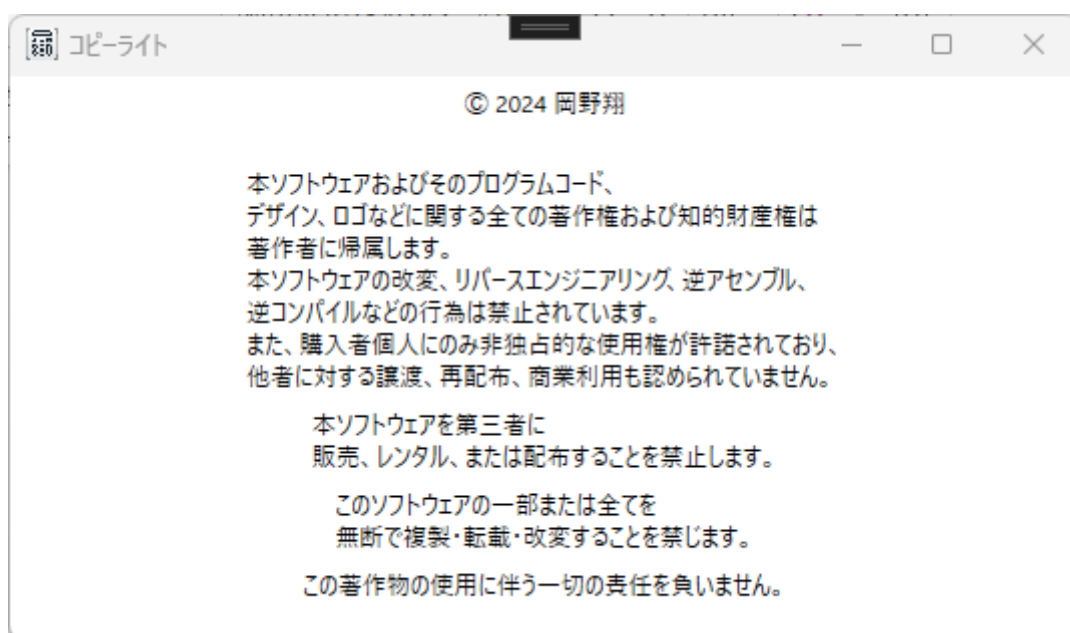 コピーライト
© 2024 岡野翔
本ソフトウェアおよびそのプログラムコード、
デザイン、ロゴなどに関する全ての著作権および知的財産権は
著作者に帰属します。
本ソフトウェアの改変、リバースエンジニアリング、逆アセンブル、
逆コンパイルなどの行為は禁止されています。
また、購入者個人にのみ非独占的な使用権が許諾されており、
他者に対する譲渡、再配布、商業利用も認められていません。
本ソフトウェアを第三者に
販売、レンタル、または配布することを禁止します。
このソフトウェアの一部または全てを
無断で複製・転載・改変することを禁じます。
この著作物の使用に伴う一切の責任を負いません。